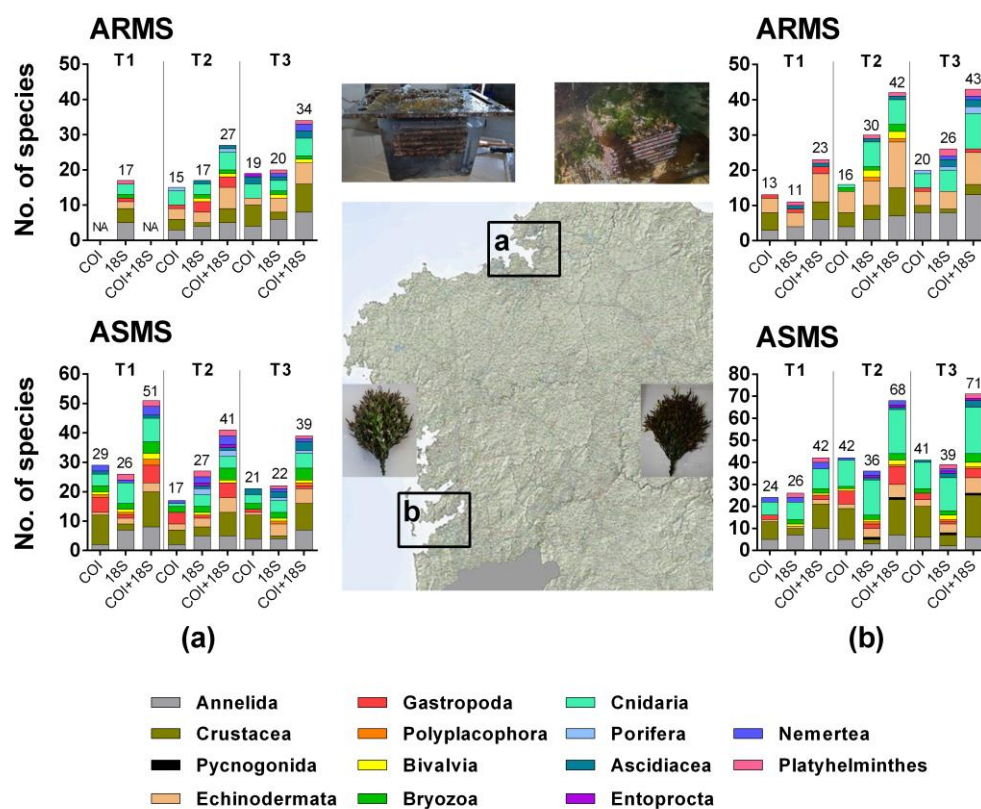 ARMS
T1 T2 T3
No. of species
50
40
30
20
10
0
NA 17 NA 15 17 27 19 20 34
COI 18S COI+18S COI 18S COI+18S COI 18S COI+18S
ASMS
T1 T2 T3
No. of species
60
50
40
30
20
10
0
29 26 51 17 27 41 21 22 39
COI 18S COI+18S COI 18S COI+18S COI 18S COI+18S
(a)
a
b
ARMS
T1 T2 T3
No. of species
50
40
30
20
10
0
13 11 23 16 30 42 20 26 43
COI 18S COI+18S COI 18S COI+18S COI 18S COI+18S
ASMS
T1 T2 T3
No. of species
80
70
60
50
40
30
20
10
0
24 26 42 42 36 68 41 39 71
COI 18S COI+18S COI 18S COI+18S COI 18S COI+18S
(b)
Annelida
Crustacea
Pycnogonida
Echinodermata
Gastropoda
Polyplacophora
Bivalvia
Bryozoa
Cnidaria
Porifera
Ascidiacea
Entoprocta
Nemertea
Platyhelminthes